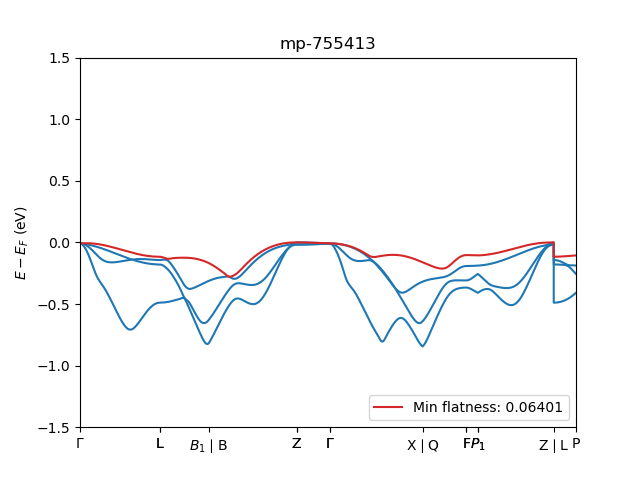 mp-755413
1.5
1.0
0.5
0.0
−0.5
−1.0
−1.5
E − E_F (eV)
Min flatness: 0.06401
Γ L B₁ | B Z Γ X | Q F P₁ Z | L P